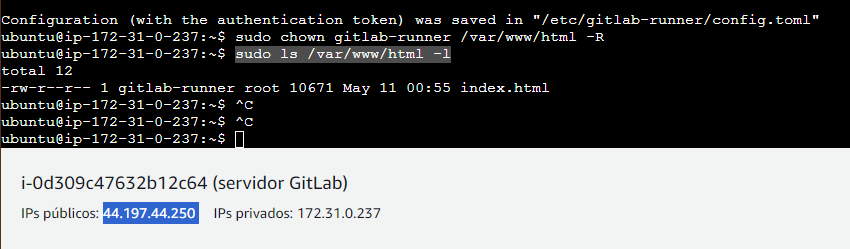 Configuration (with the authentication token) was saved in "/etc/gitlab-runner/config.toml"
ubuntu@ip-172-31-0-237:~$ sudo chown gitlab-runner /var/www/html -R
ubuntu@ip-172-31-0-237:~$ sudo ls /var/www/html -l
total 12
-rw-r--r-- 1 gitlab-runner root 10671 May 11 00:55 index.html
ubuntu@ip-172-31-0-237:~$ ^C
ubuntu@ip-172-31-0-237:~$ ^C
ubuntu@ip-172-31-0-237:~$
i-0d309c47632b12c64 (servidor GitLab)
IPs públicos: 44.197.44.250 IPs privados: 172.31.0.237